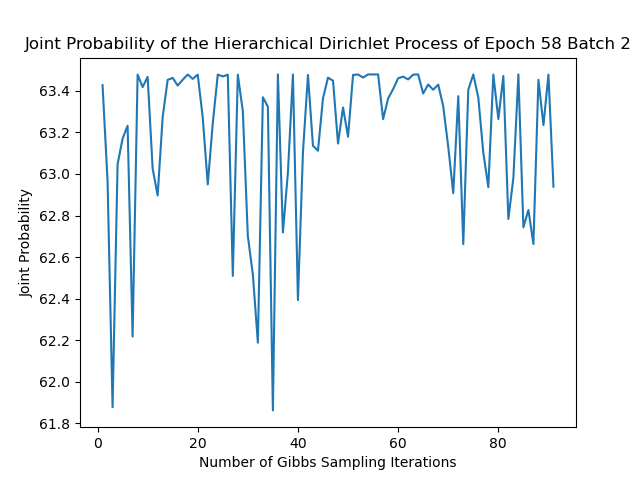 Joint Probability of the Hierarchical Dirichlet Process of Epoch 58 Batch 2
63.4
63.2
63.0
62.8
62.6
62.4
62.2
62.0
61.8
Joint Probability
0 20 40 60 80
Number of Gibbs Sampling Iterations